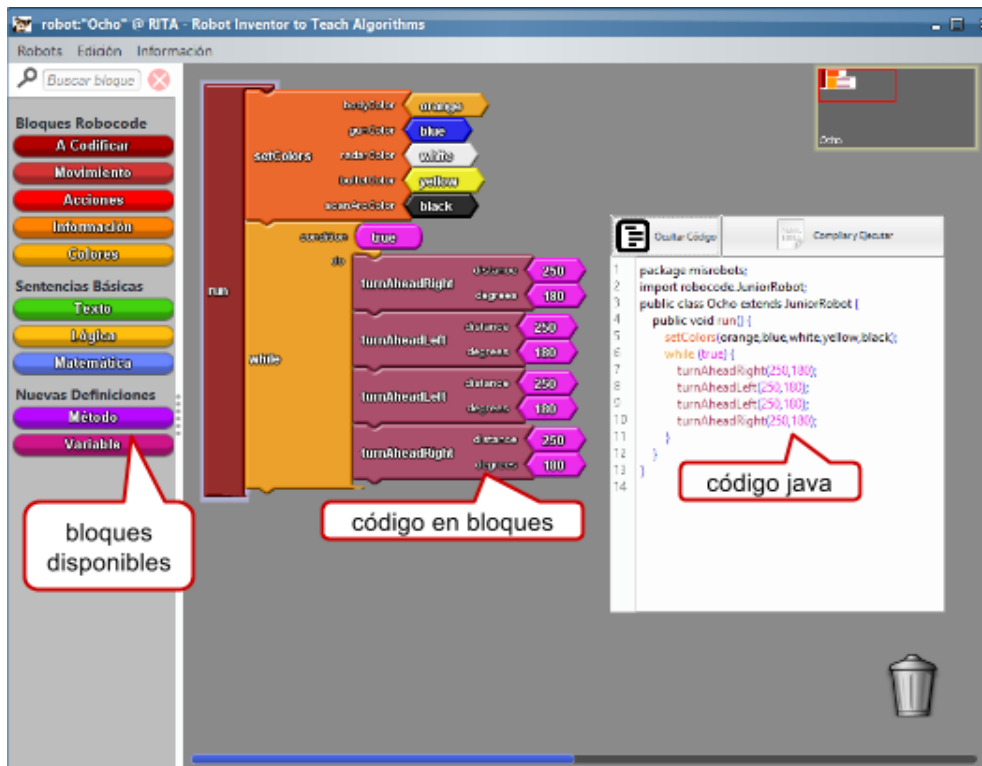 robot:"Ocho" @ RITA - Robot Inventor to Teach Algorithms
Robots Edición Información
Buscar bloque
Bloques Robocode
A Codificar
Movimiento
Acciones
Información
Colores
Sentencias Básicas
Texto
Lógica
Matemática
Nuevas Definiciones
Método
Variable
bloques
disponibles
run
setColors
bodyColor orange
gunColor blue
radarColor white
bulletColor yellow
scanArcColor black
while
true
do
turnAheadRight
distance 250
degrees 180
turnAheadLeft
distance 250
degrees 180
turnAheadLeft
distance 250
degrees 180
turnAheadRight
distance 250
degrees 180
código en bloques
Ocho
Ocultar Código
Compilar y Ejecutar
1 package misrobots;
2 import robocode.JuniorRobot;
3 public class Ocho extends JuniorRobot {
4 public void run() {
5 setColors(orange,blue,white,yellow,black);
6 while (true) {
7 turnAheadRight(250,180);
8 turnAheadLeft(250,180);
9 turnAheadLeft(250,180);
10 turnAheadRight(250,180);
11 }
12 }
13 }
14
código java